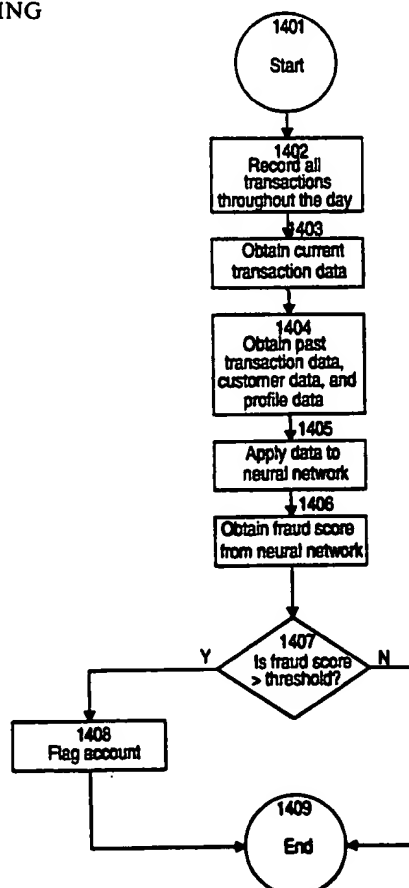 ING
1401
Start
1402
Record all
transactions
throughout the day
1403
Obtain current
transaction data
1404
Obtain past
transaction data,
customer data, and
profile data
1405
Apply data to
neural network
1406
Obtain fraud score
from neural network
1407
Is fraud score
> threshold?
Y
N
1408
Flag account
1409
End